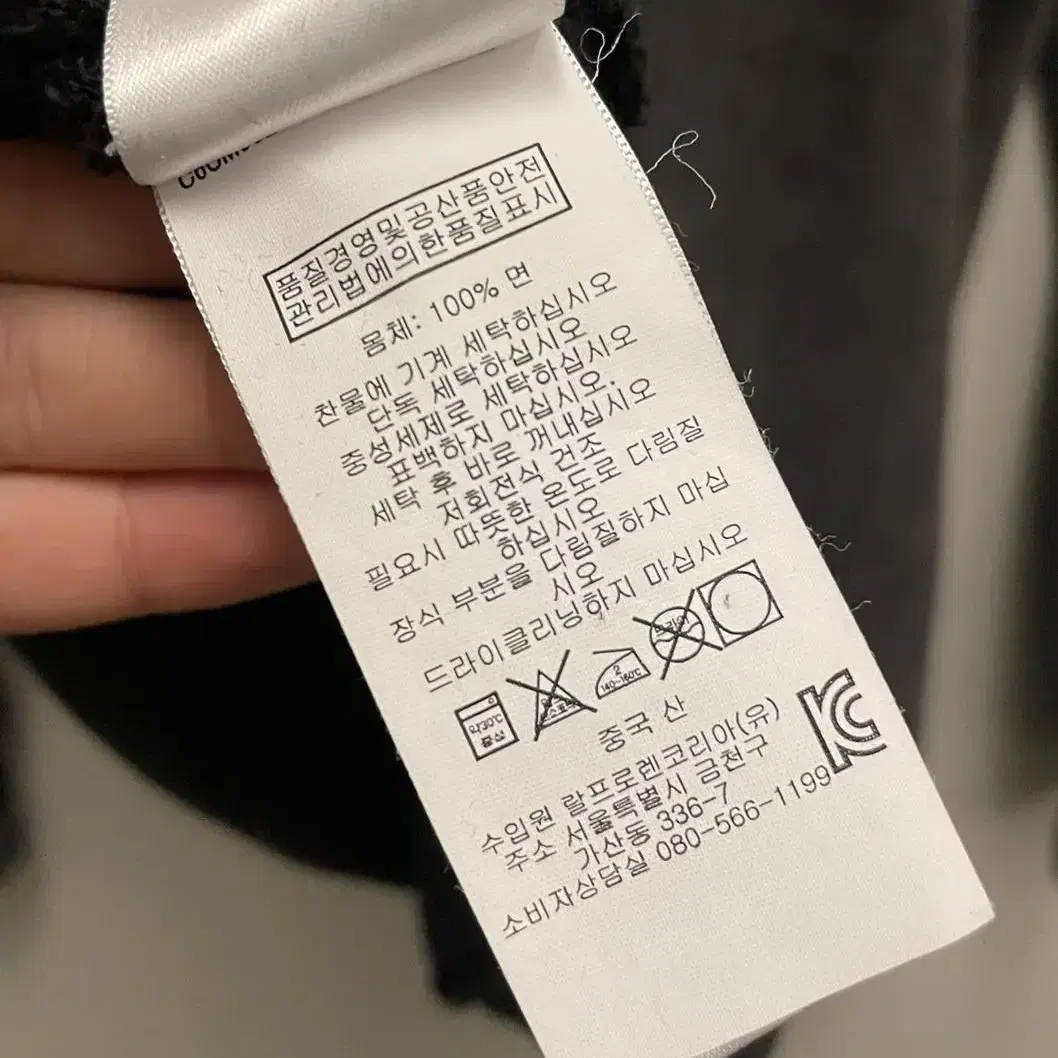 품질경영및공산품안전
관리법에의한품질표시
몸체: 100% 면
찬물에 기계 세탁하십시오
단독 세탁하십시오
중성세제로 세탁하십시오
표백하지 마십시오.
세탁 후 바로 꺼내십시오
저회전식 건조
필요시 따뜻한 온도로 다림질
하십시오
장식 부분을 다림질하지 마십
시오.
드라이클리닝하지 마십시오
약30℃
중성
2
140~160℃
드라이
중국 산
수입원 랄프로렌코리아(유)
주소 서울특별시 금천구
가산동 336-7
소비자상담실 080-566-1199